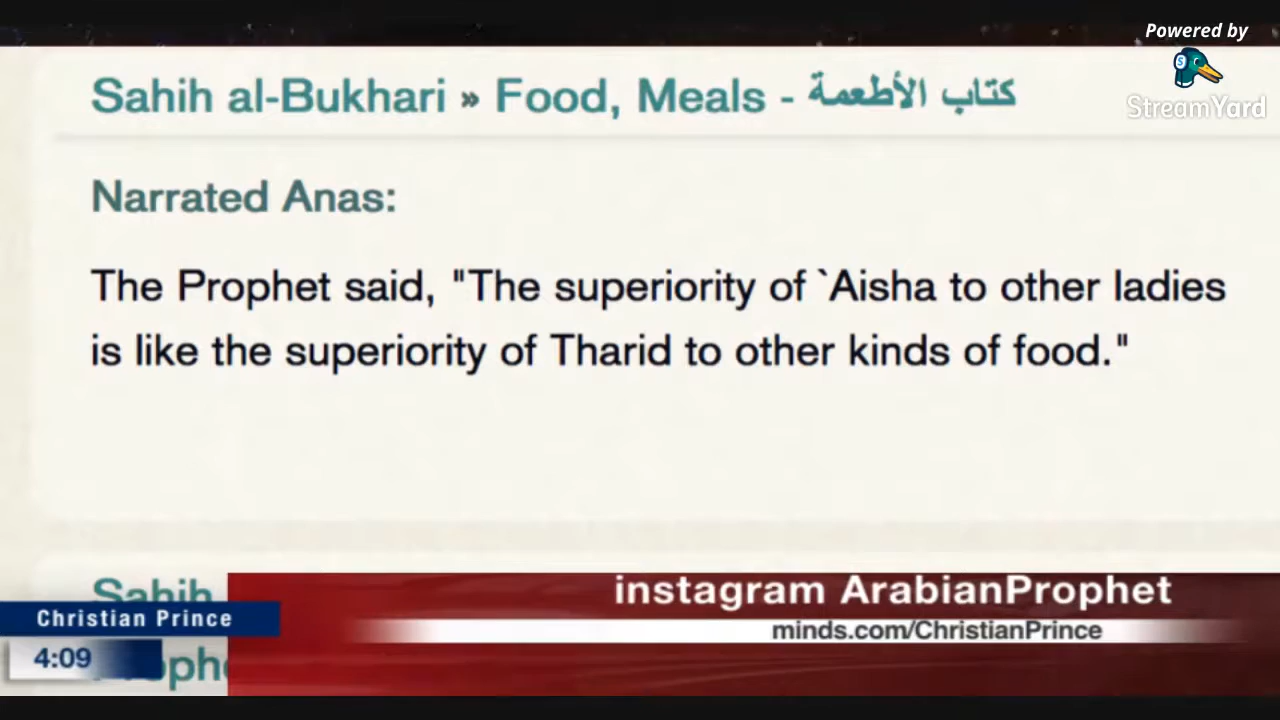 Powered by
StreamYard
Sahih al-Bukhari » Food, Meals - كتاب الأطعمة
Narrated Anas:
The Prophet said, "The superiority of `Aisha to other ladies
is like the superiority of Tharid to other kinds of food."
Sahih
instagram ArabianProphet
Christian Prince
minds.com/ChristianPrince
4:09